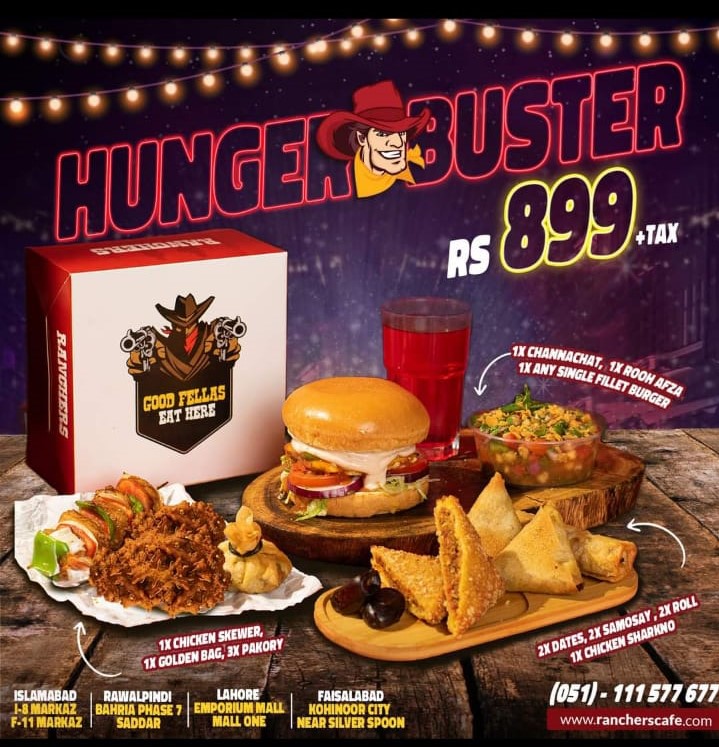 HUNGER BUSTER
RS 899 +TAX
RANCHERS
RANCHERS
GOOD FELLAS
EAT HERE
1X CHANNACHAT, 1X ROOH AFZA
1X ANY SINGLE FILLET BURGER
1X CHICKEN SKEWER,
1X GOLDEN BAG, 3X PAKORY
2X DATES, 2X SAMOSAY, 2X ROLL
1X CHICKEN SHARKNO
ISLAMABAD
I-8 MARKAZ
F-11 MARKAZ
RAWALPINDI
BAHRIA PHASE 7
SADDAR
LAHORE
EMPORIUM MALL
MALL ONE
FAISALABAD
KOHINOOR CITY
NEAR SILVER SPOON
(051) - 111 577 677
www.rancherscafe.com